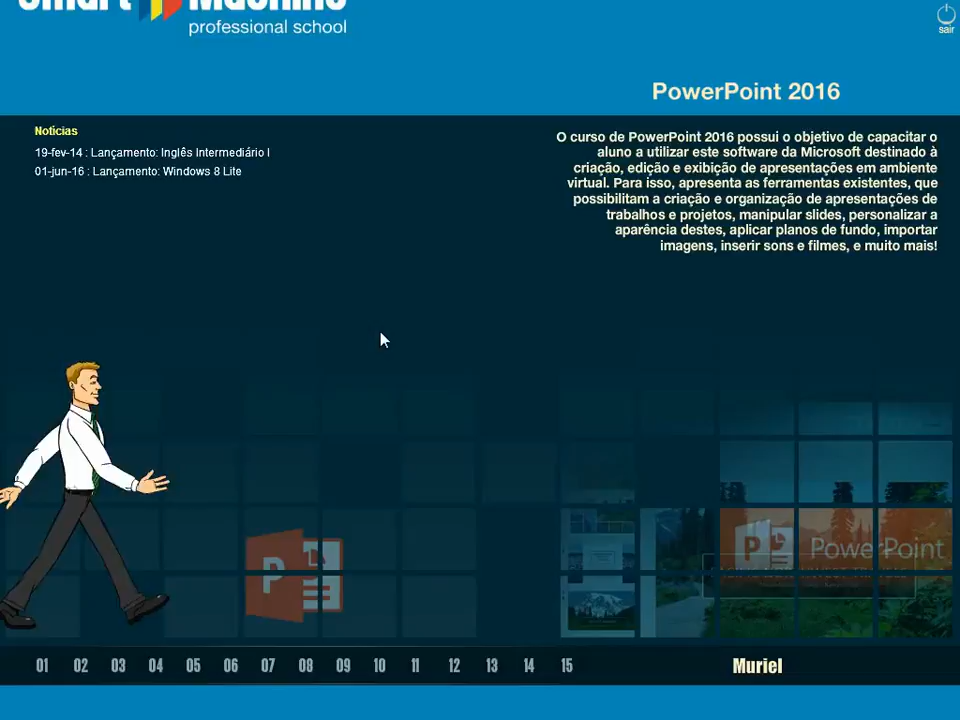 Smart Machine
professional school
sair
PowerPoint 2016
Notícias
19-fev-14 : Lançamento: Inglês Intermediário I
01-jun-16 : Lançamento: Windows 8 Lite
O curso de PowerPoint 2016 possui o objetivo de capacitar o
aluno a utilizar este software da Microsoft destinado à
criação, edição e exibição de apresentações em ambiente
virtual. Para isso, apresenta as ferramentas existentes, que
possibilitam a criação e organização de apresentações de
trabalhos e projetos, manipular slides, personalizar a
aparência destes, aplicar planos de fundo, importar
imagens, inserir sons e filmes, e muito mais!
P
P PowerPoint
01 02 03 04 05 06 07 08 09 10 11 12 13 14 15
Muriel